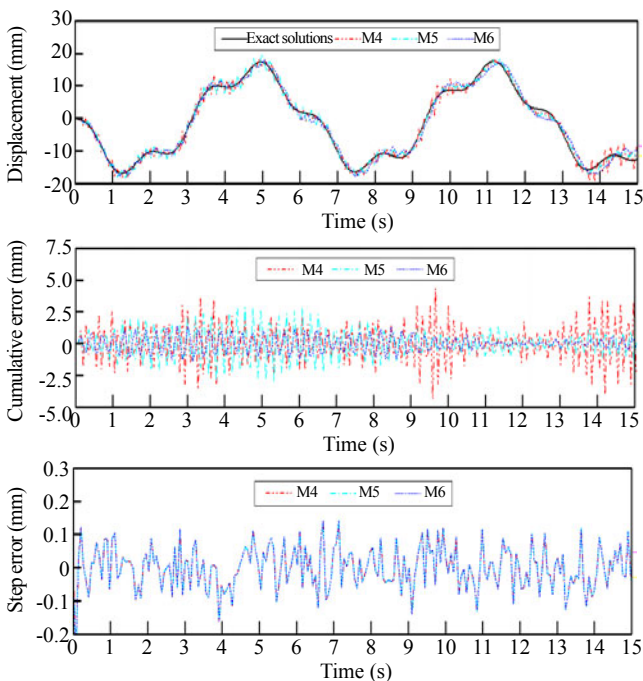 Displacement (mm)
30
20
10
0
-10
-20
Exact solutions M4 M5 M6
0 1 2 3 4 5 6 7 8 9 10 11 12 13 14 15
Time (s)
Cumulative error (mm)
7.5
5.0
2.5
0
-2.5
-5.0
M4 M5 M6
0 1 2 3 4 5 6 7 8 9 10 11 12 13 14 15
Time (s)
Step error (mm)
0.3
0.2
0.1
0
-0.1
-0.2
M4 M5 M6
0 1 2 3 4 5 6 7 8 9 10 11 12 13 14 15
Time (s)